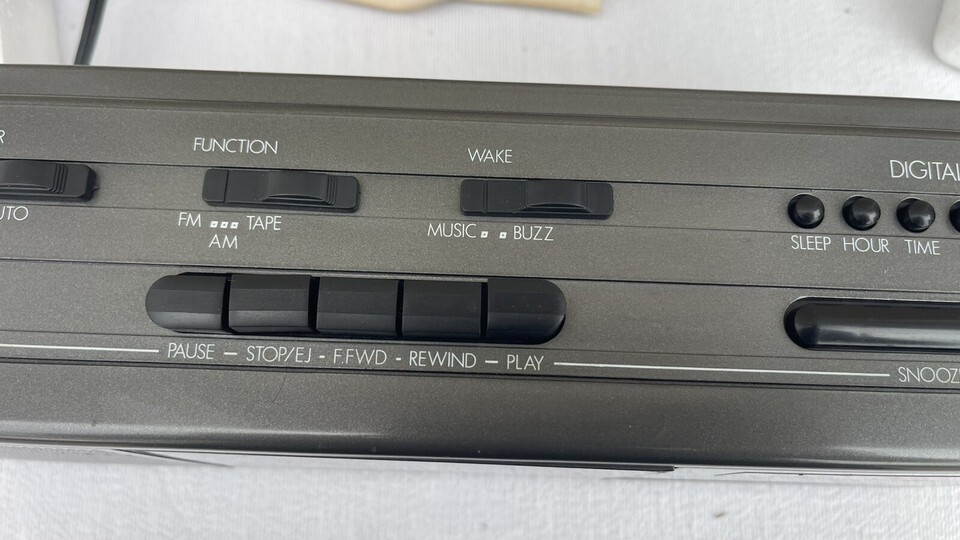 FUNCTION
WAKE
DIGITAL
UTO
FM TAPE
AM
MUSIC BUZZ
SLEEP HOUR TIME
PAUSE – STOP/EJ - F.FWD - REWIND – PLAY
SNOOZ